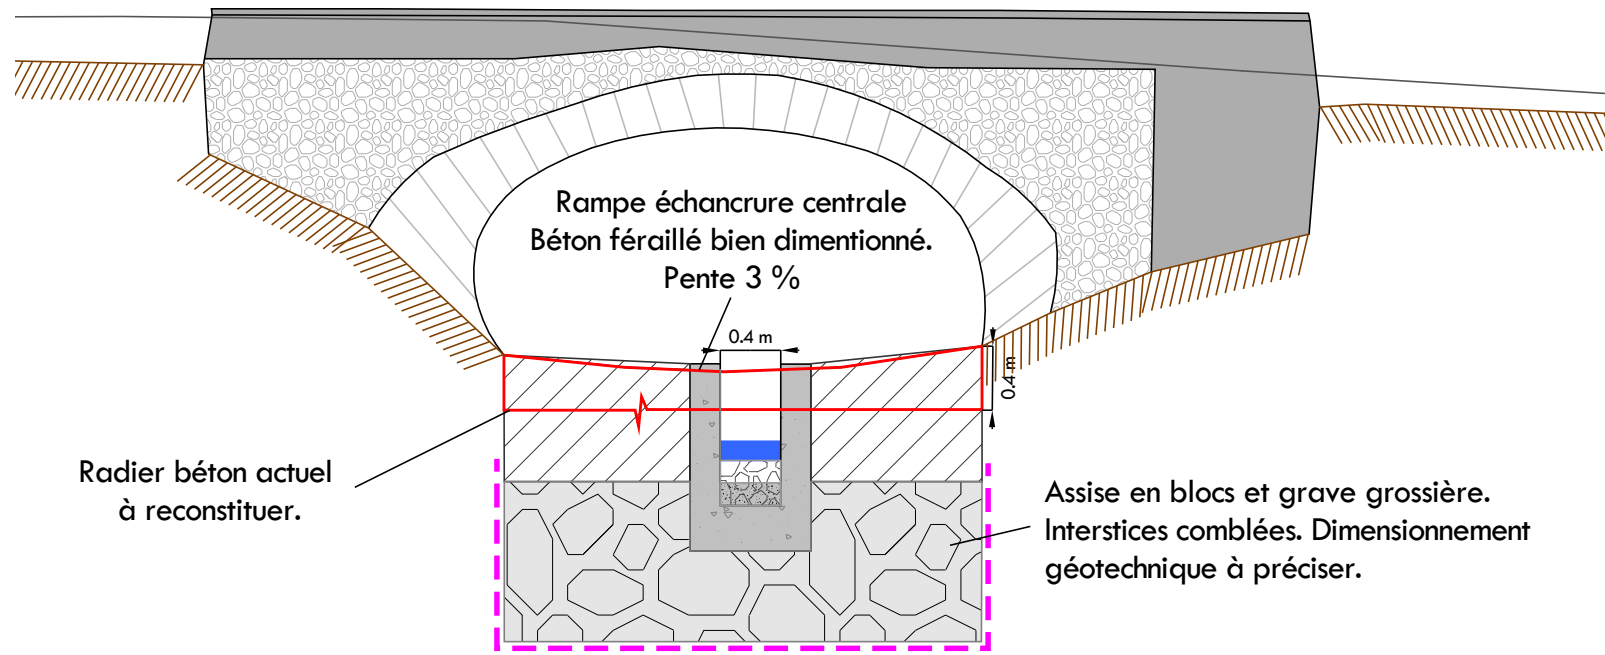 Rampe échancrure centrale
Béton féraillé bien dimentionné.
Pente 3 %
0.4 m
0.4 m
Radier béton actuel
à reconstituer.
Assise en blocs et grave grossière.
Interstices comblées. Dimensionnement
géotechnique à préciser.